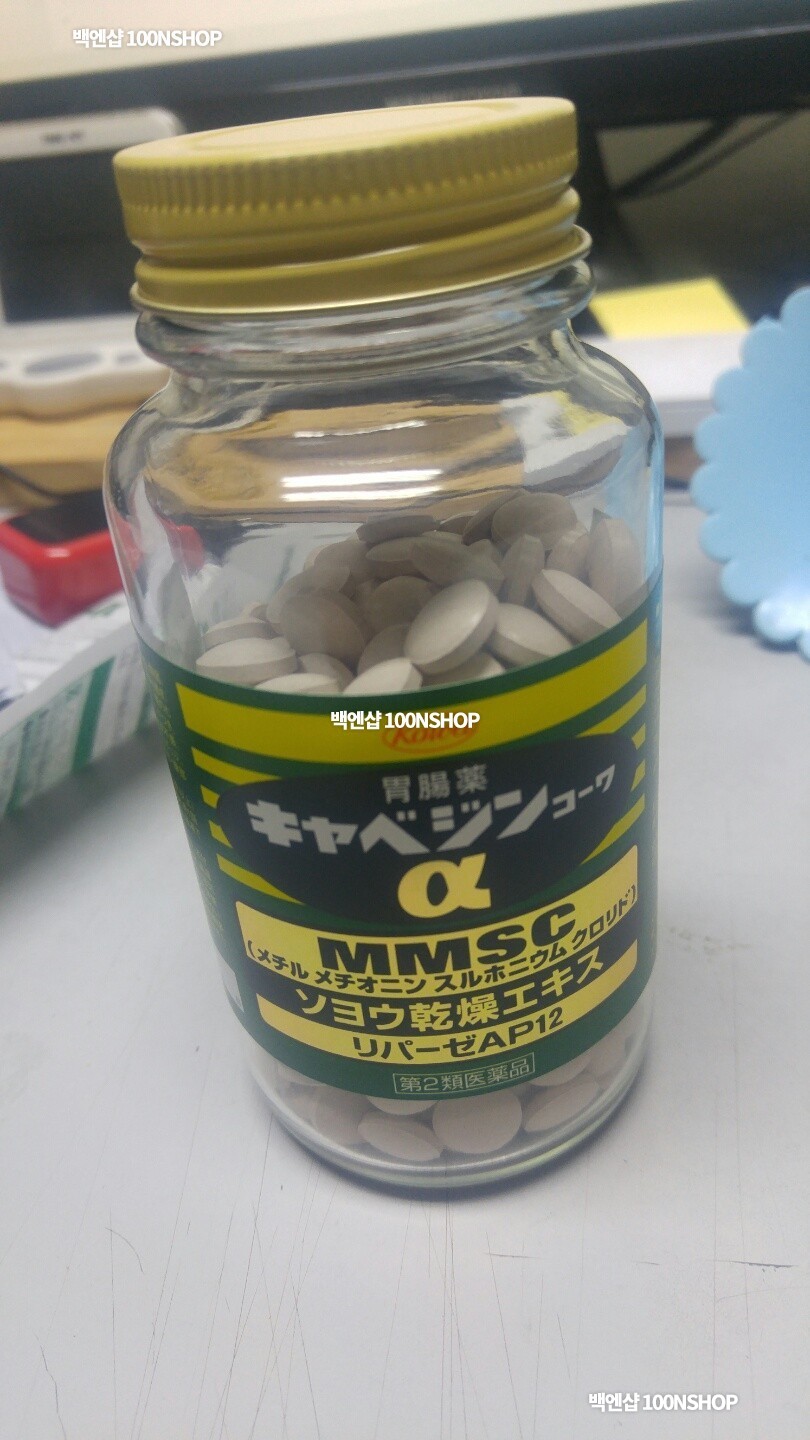 백엔샵 100NSHOP
백엔샵 100NSHOP
Kowa
胃腸薬
キャベジンコーワ
α
MMSC
(メチル メチオニン スルホニウム クロリド)
ソヨウ乾燥エキス
リパーゼAP12
第2類医薬品
백엔샵 100NSHOP